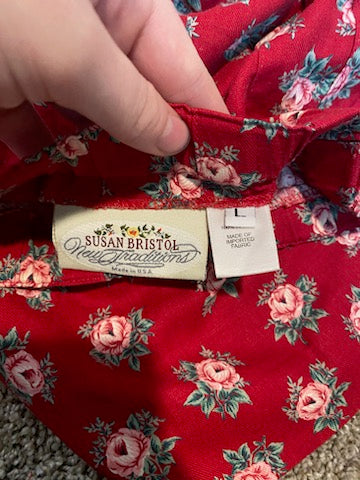 SUSAN BRISTOL
New Traditions
Made in U.S.A.
L
MADE OF
IMPORTED
FABRIC